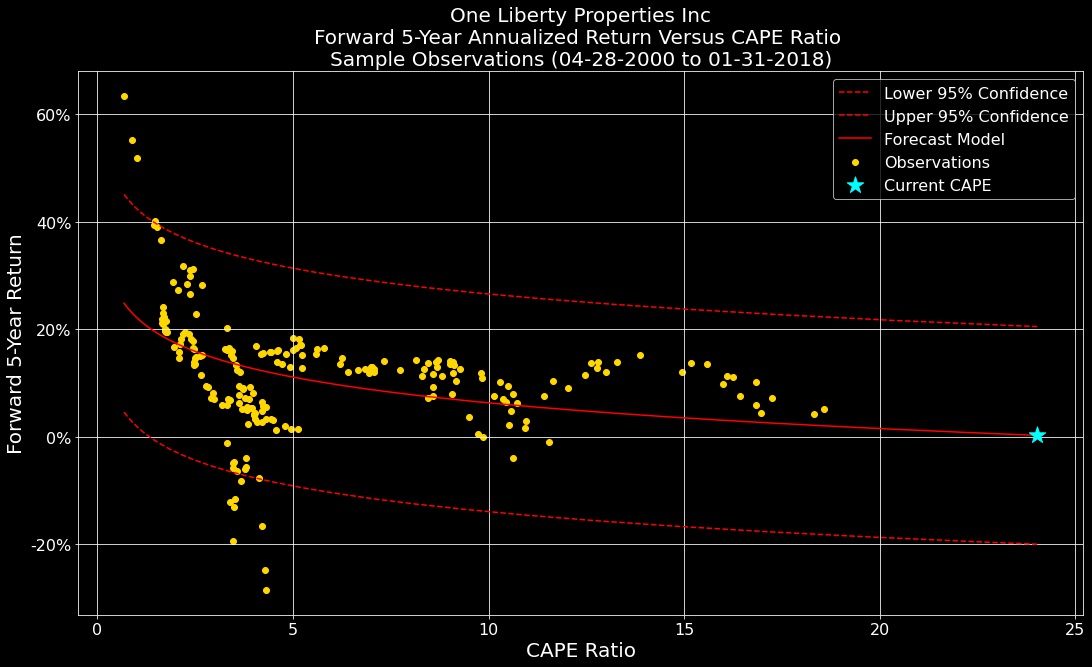 One Liberty Properties Inc
Forward 5-Year Annualized Return Versus CAPE Ratio
Sample Observations (04-28-2000 to 01-31-2018)
Lower 95% Confidence
Upper 95% Confidence
Forecast Model
Observations
Current CAPE
Forward 5-Year Return
60%
40%
20%
0%
-20%
0 5 10 15 20 25
CAPE Ratio